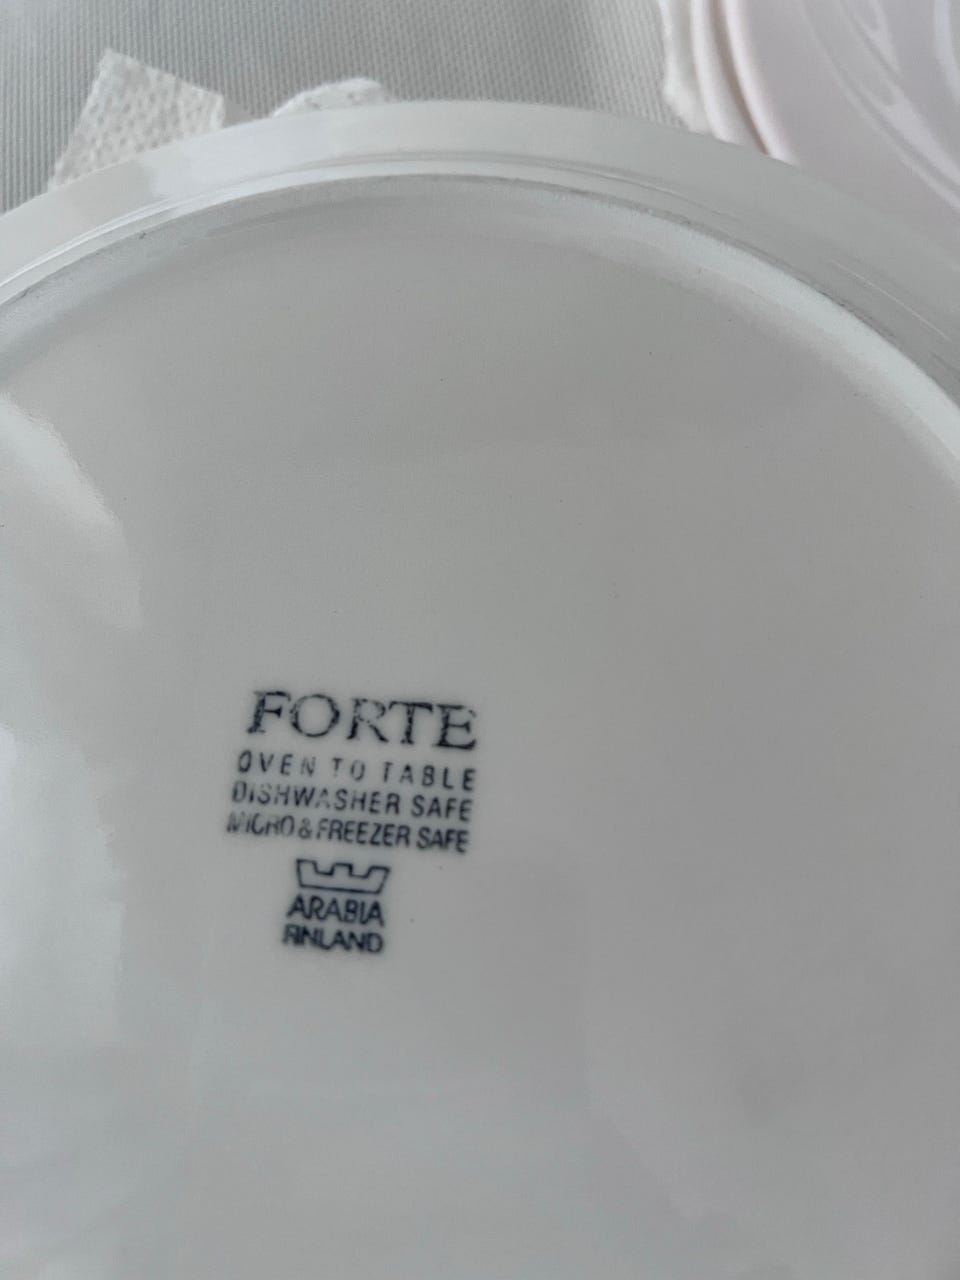 FORTE
OVEN TO TABLE
DISHWASHER SAFE
MICRO & FREEZER SAFE
ARABIA
FINLAND